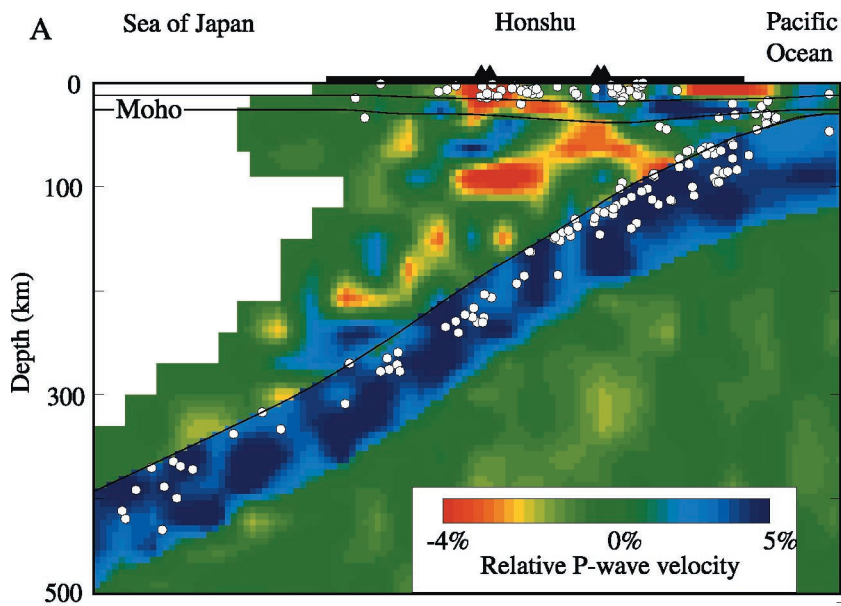 A
Sea of Japan
Honshu
Pacific
Ocean
0
Moho
100
Depth (km)
300
500
-4%
0%
5%
Relative P-wave velocity